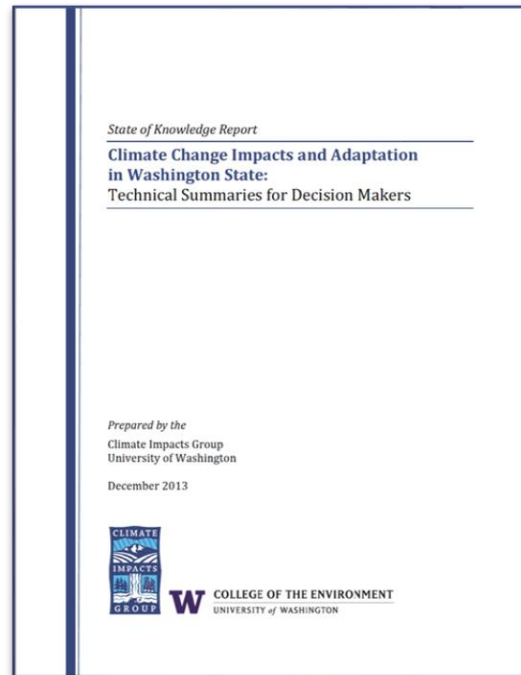 State of Knowledge Report
Climate Change Impacts and Adaptation
in Washington State:
Technical Summaries for Decision Makers
Prepared by the
Climate Impacts Group
University of Washington
December 2013
CLIMATE
IMPACTS
GROUP
W
COLLEGE OF THE ENVIRONMENT
UNIVERSITY of WASHINGTON